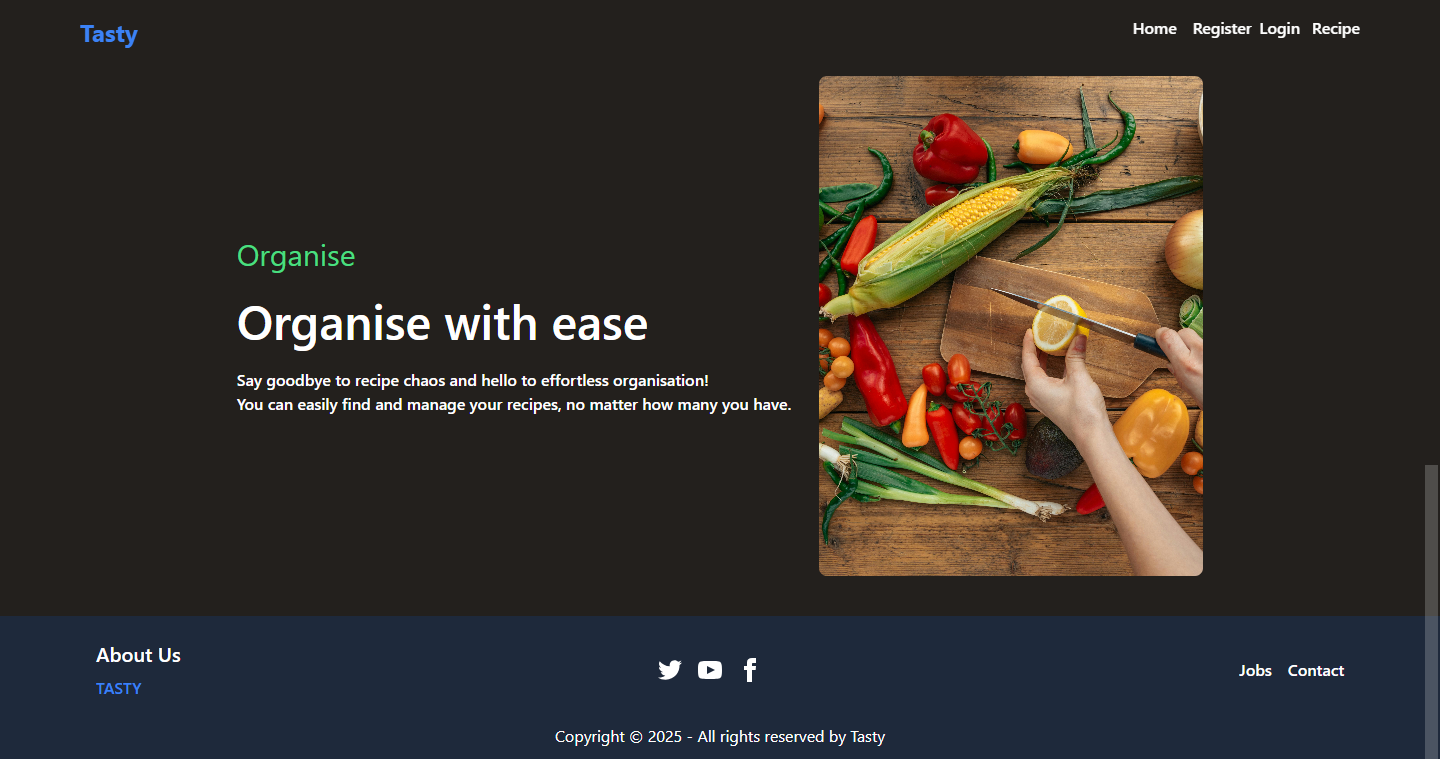 Tasty
Home Register Login Recipe
Organise
Organise with ease
Say goodbye to recipe chaos and hello to effortless organisation!
You can easily find and manage your recipes, no matter how many you have.
About Us
TASTY
Jobs Contact
Copyright © 2025 - All rights reserved by Tasty